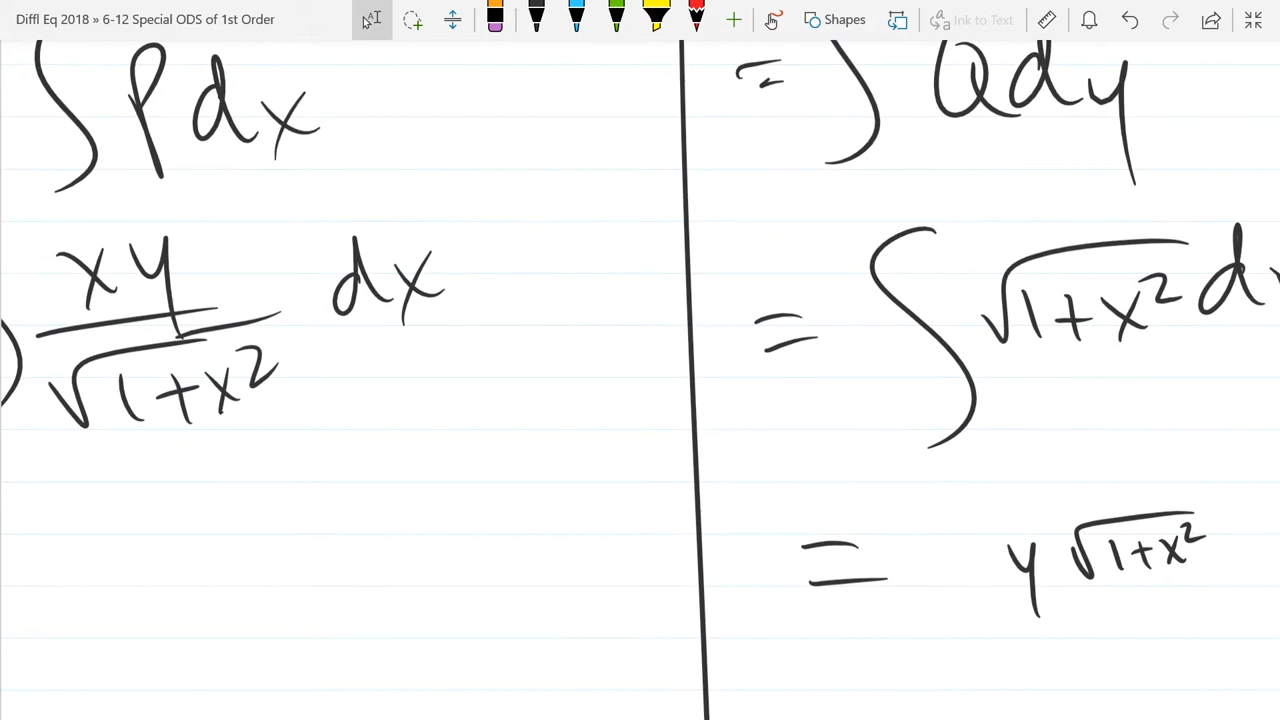 Diffl Eq 2018 » 6-12 Special ODS of 1st Order
Shapes
Ink to Text
∫ P dx
= ∫ Q dy
∫ xy / √(1+x²) dx
= ∫ √(1+x²) d
= y √(1+x²)